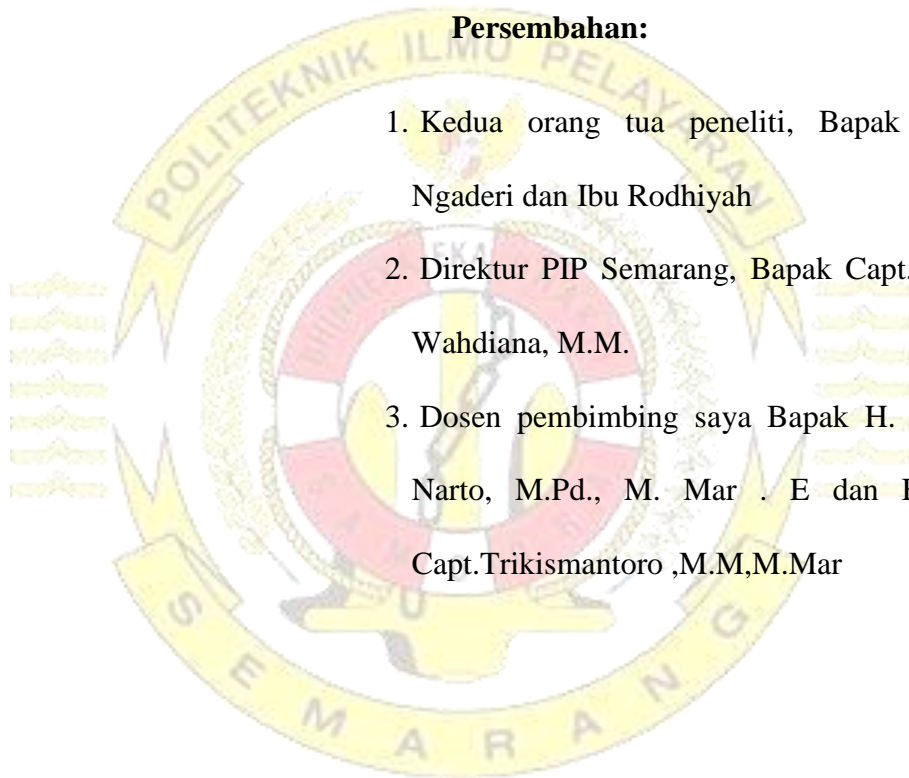 Persembahan:
POLITEKNIK ILMU PELAYARAN
1. Kedua orang tua peneliti, Bapak
Ngaderi dan Ibu Rodhiyah
2. Direktur PIP Semarang, Bapak Capt.
Wahdiana, M.M.
3. Dosen pembimbing saya Bapak H.
Narto, M.Pd., M. Mar . E dan
Capt.Trikismantoro ,M.M,M.Mar
SEMARANG